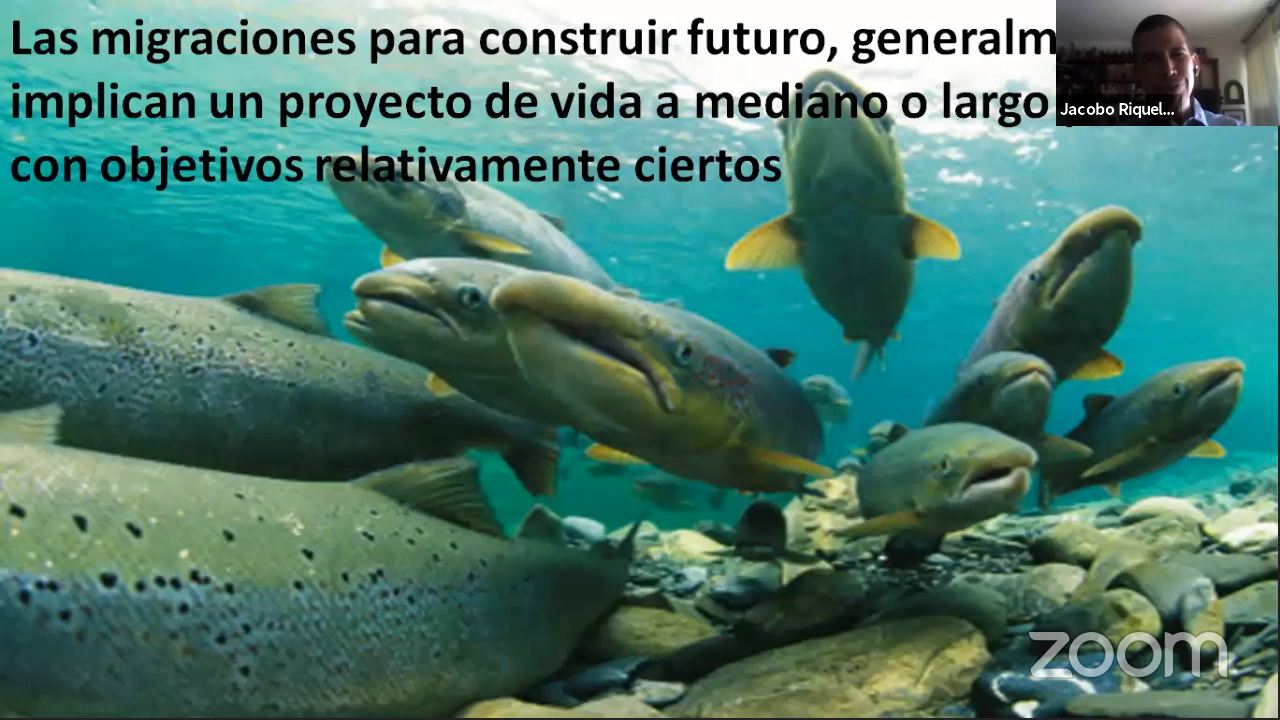 Las migraciones para construir futuro, generalm
implican un proyecto de vida a mediano o largo
con objetivos relativamente ciertos
Jacobo Riquel...
zoom